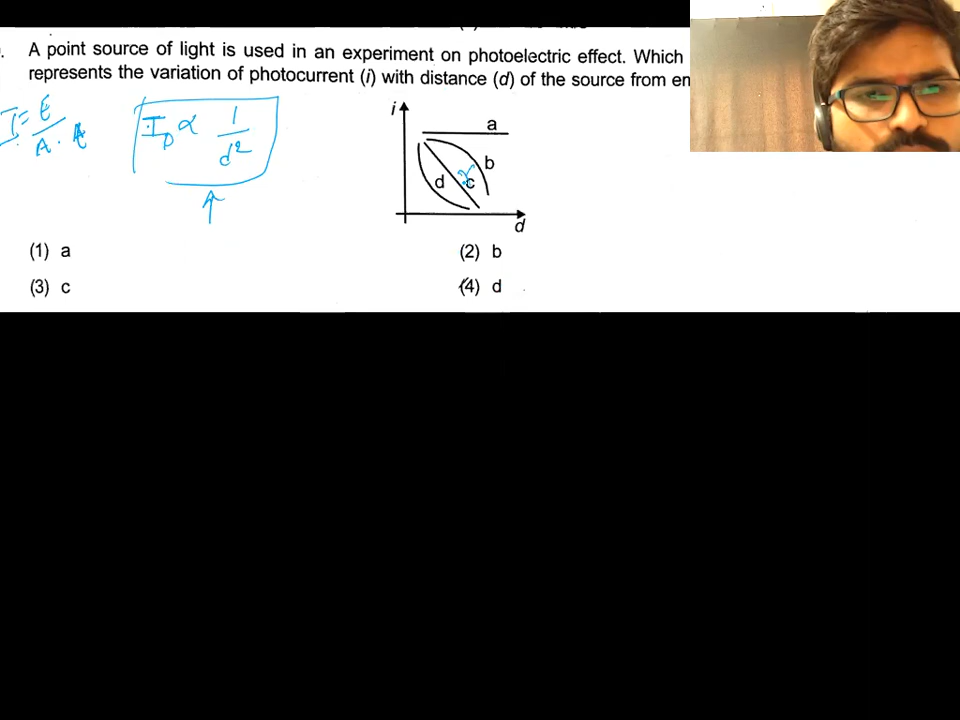 . A point source of light is used in an experiment on photoelectric effect. Which
represents the variation of photocurrent (i) with distance (d) of the source from
I = E / A . t
I_p ∝ 1 / d²
i
a
b
d c
d
(1) a (2) b
(3) c (4) d